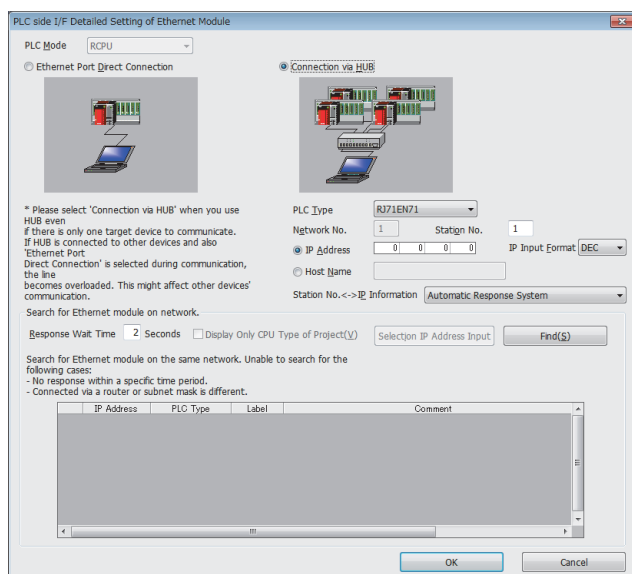 PLC side I/F Detailed Setting of Ethernet Module
PLC Mode RCPU
Ethernet Port Direct Connection
Connection via HUB
* Please select 'Connection via HUB' when you use
HUB even
if there is only one target device to communicate.
If HUB is connected to other devices and also
'Ethernet Port
Direct Connection' is selected during communication,
the line
becomes overloaded. This might affect other devices'
communication.
PLC Type RJ71EN71
Network No. 1 Station No. 1
IP Address 0 0 0 0 IP Input Format DEC
Host Name
Station No.<->IP Information Automatic Response System
Search for Ethernet module on network.
Response Wait Time 2 Seconds Display Only CPU Type of Project(V) Selection IP Address Input Find(S)
Search for Ethernet module on the same network. Unable to search for the
following cases:
- No response within a specific time period.
- Connected via a router or subnet mask is different.
IP Address PLC Type Label Comment
OK Cancel